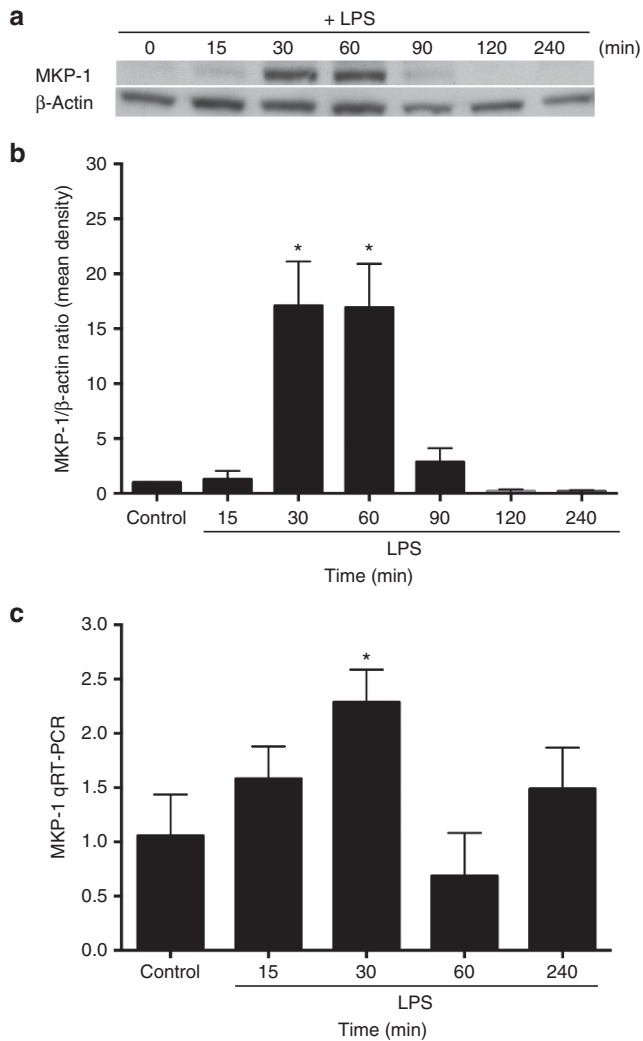 a
+ LPS
0 15 30 60 90 120 240 (min)
MKP-1
β-Actin
b
MKP-1/β-actin ratio (mean density)
30
25
20
15
10
5
0
* *
Control 15 30 60 90 120 240
LPS
Time (min)
c
MKP-1 qRT-PCR
3.0
2.5
2.0
1.5
1.0
0.5
0.0
*
Control 15 30 60 240
LPS
Time (min)